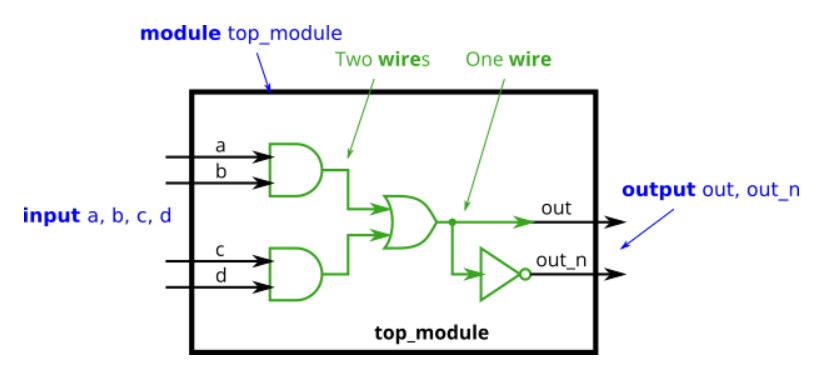 module top_module
Two wires
One wire
a
b
input a, b, c, d
output out, out_n
out
c
out_n
d
top_module